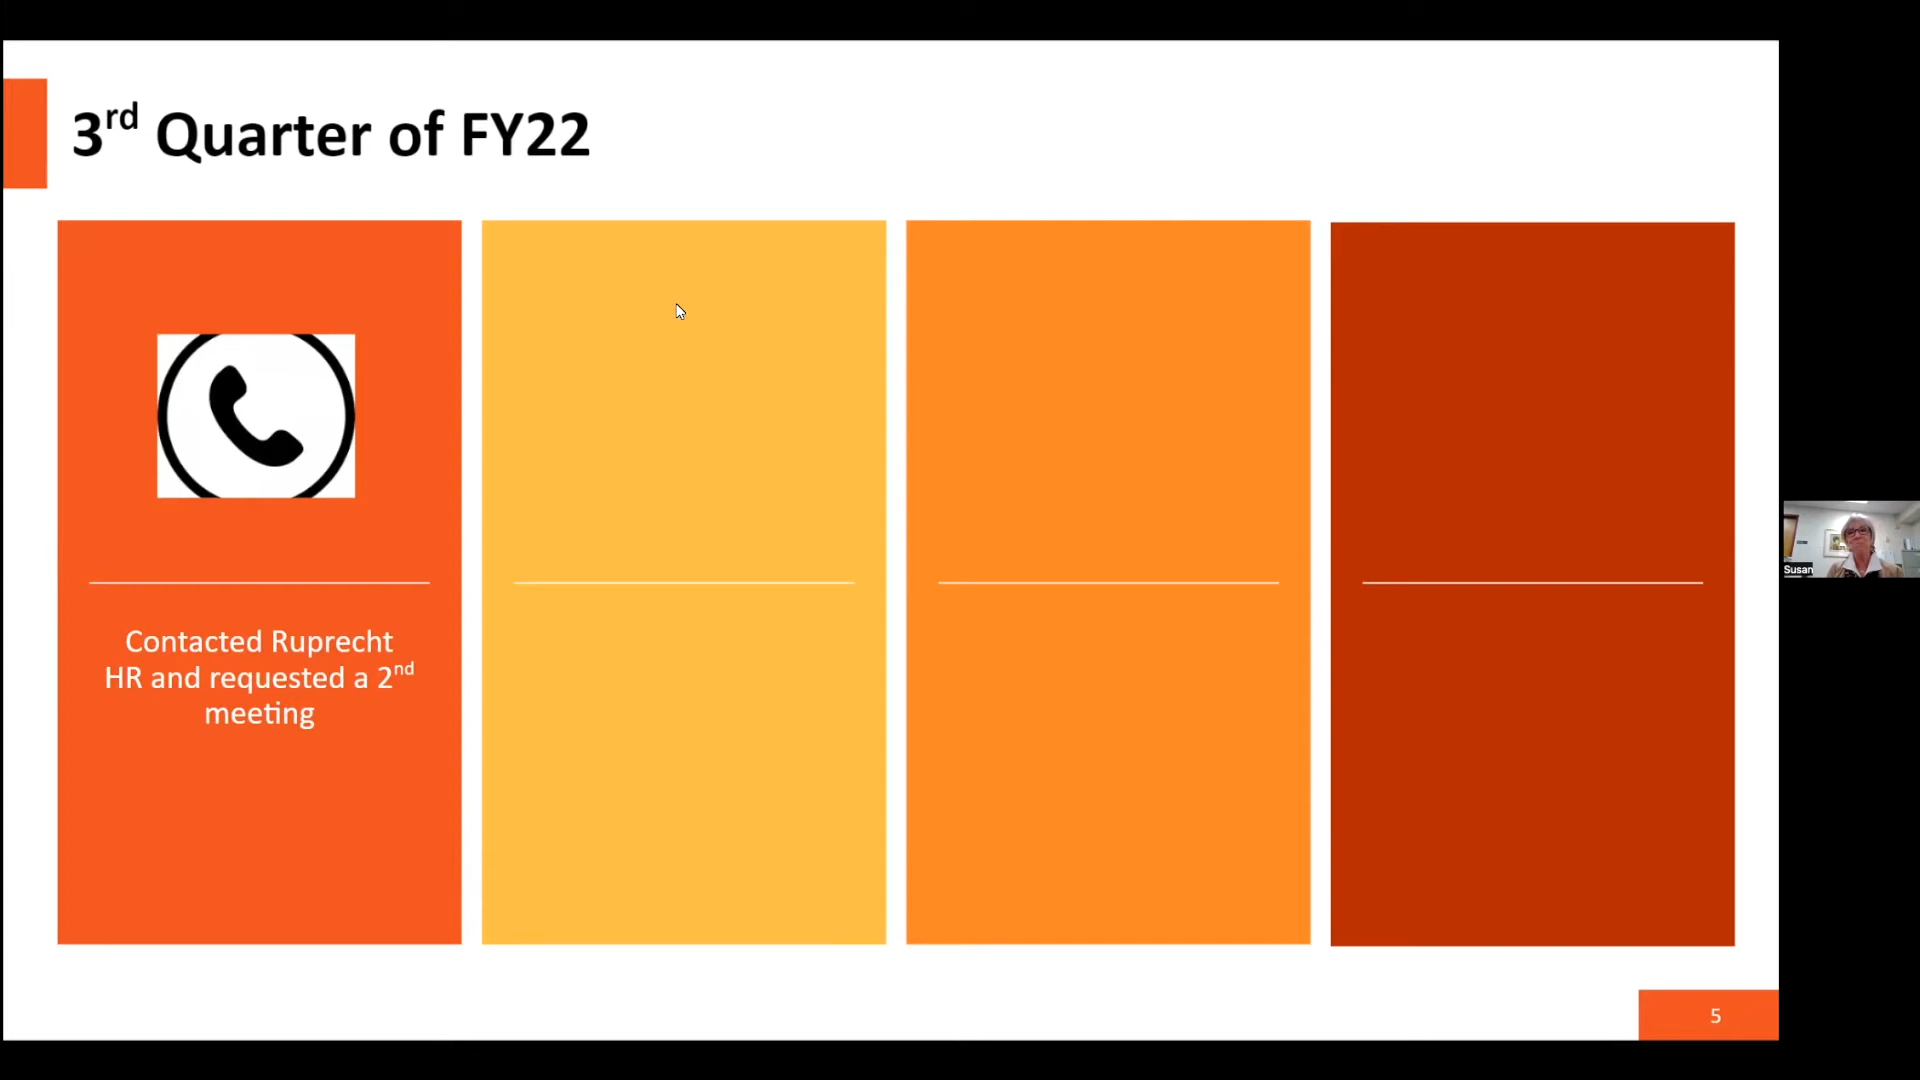 3rd Quarter of FY22
Contacted Ruprecht
HR and requested a 2nd
meeting
Susan
5